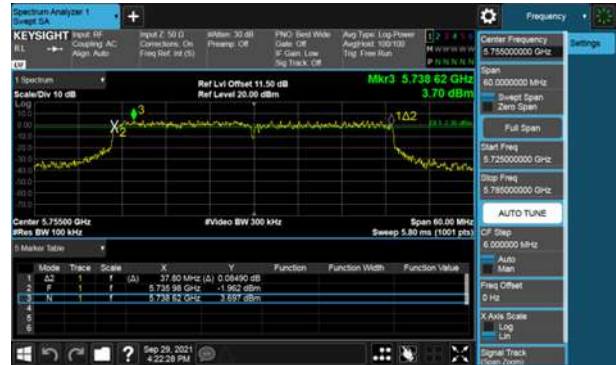 Spectrum Analyzer 1
Swept SA
+
Frequency
KEYSIGHT
Input: RF
Coupling: AC
Align: Auto
Input Z: 50 Ω
Corrections: On
Freq Ref: Int (S)
#Atten: 30 dB
Preamp: Off
PNO: Best Wide
Gate: Off
IF Gain: Low
Sig Track: Off
Avg Type: Log-Power
Avg|Hold: 100/100
Trig: Free Run
RL
Center Frequency
5.755000000 GHz
Settings
Span
60.0000000 MHz
Swept Span
Zero Span
Full Span
Start Freq
5.725000000 GHz
Stop Freq
5.785000000 GHz
AUTO TUNE
CF Step
6.000000 MHz
Auto
Man
Freq Offset
0 Hz
X Axis Scale
Log
Lin
Signal Track
(Span Zoom)
1 Spectrum
Scale/Div 10 dB
Log
Ref Lvl Offset 11.50 dB
Ref Level 20.00 dBm
Mkr3 5.738 62 GHz
3.70 dBm
3
X2
1Δ2
Center 5.75500 GHz
#Res BW 100 kHz
#Video BW 300 kHz
Span 60.00 MHz
Sweep 5.80 ms (1001 pts)
5 Marker Table
Mode Trace Scale X Y Function Function Width Function Value
1 Δ2 1 f (Δ) 37.80 MHz (Δ) 0.08490 dB
2 F 1 f 5.735 98 GHz -1.962 dBm
3 N 1 f 5.738 62 GHz 3.697 dBm
4
5
6
Sep 29, 2021
4:22:28 PM